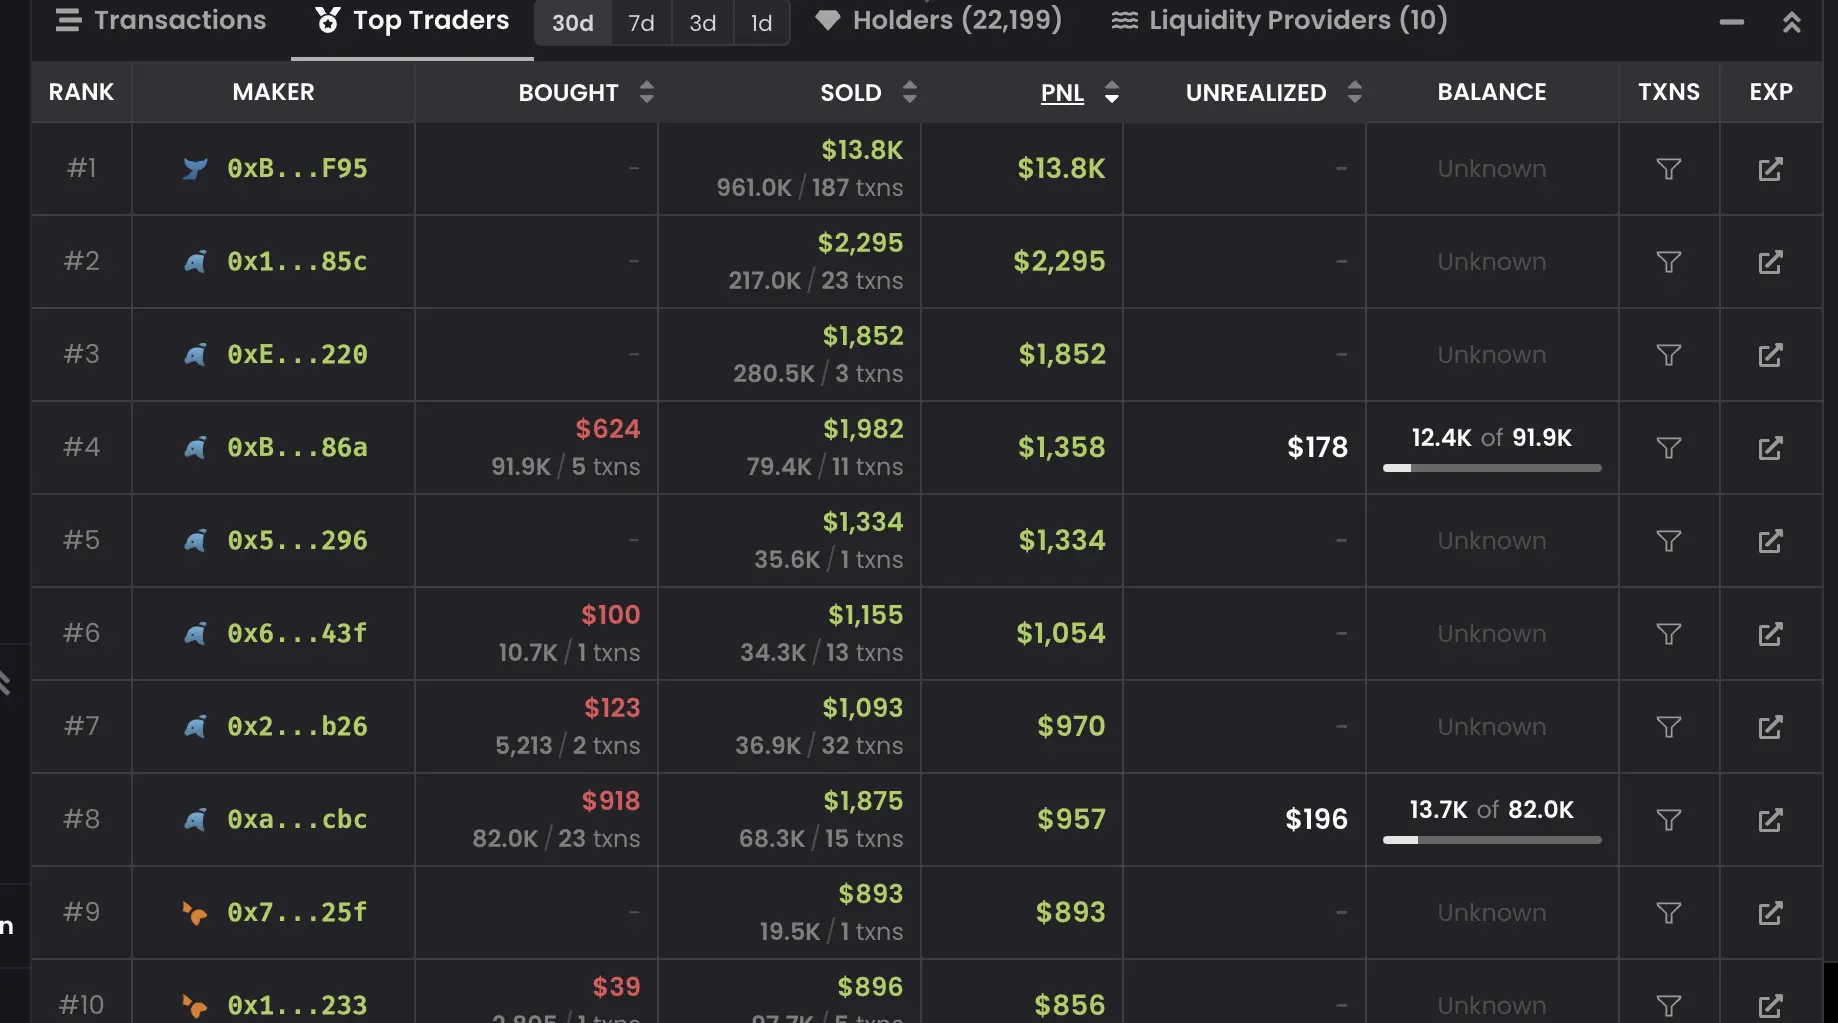 Transactions Top Traders 30d 7d 3d 1d Holders (22,199) Liquidity Providers (10)
RANK MAKER BOUGHT SOLD PNL UNREALIZED BALANCE TXNS EXP
#1 0xB...F95 - $13.8K $13.8K - Unknown
961.0K / 187 txns
#2 0x1...85c - $2,295 $2,295 - Unknown
217.0K / 23 txns
#3 0xE...220 - $1,852 $1,852 - Unknown
280.5K / 3 txns
#4 0xB...86a $624 $1,982 $1,358 $178 12.4K of 91.9K
91.9K / 5 txns 79.4K / 11 txns
#5 0x5...296 - $1,334 $1,334 - Unknown
35.6K / 1 txns
#6 0x6...43f $100 $1,155 $1,054 - Unknown
10.7K / 1 txns 34.3K / 13 txns
#7 0x2...b26 $123 $1,093 $970 - Unknown
5,213 / 2 txns 36.9K / 32 txns
#8 0xa...cbc $918 $1,875 $957 $196 13.7K of 82.0K
82.0K / 23 txns 68.3K / 15 txns
#9 0x7...25f - $893 $893 - Unknown
19.5K / 1 txns
n
#10 0x1...233 $39 $896 $856 - Unknown